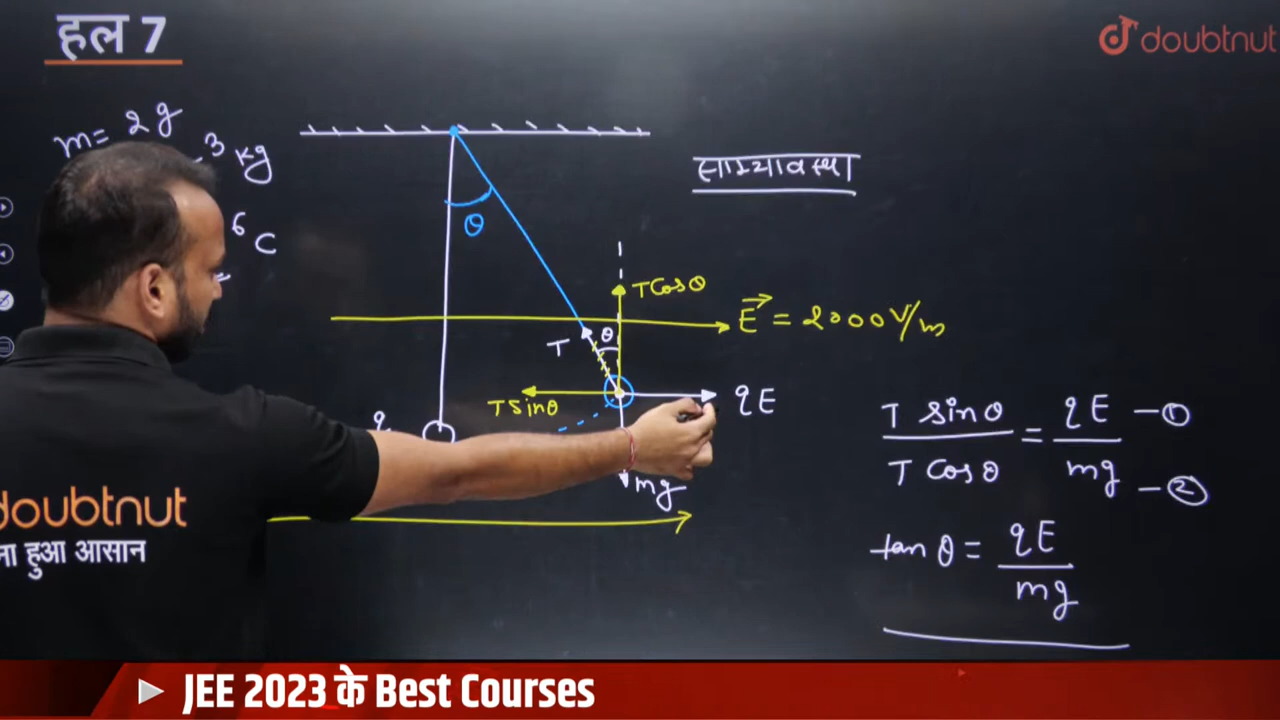 हल 7
doubtnut
m = 2 g
-3 kg
6 C
θ
साम्यावस्था
T Cos θ
E = 2000 V/m
T
θ
T sin θ
qE
q
mg
T sin θ / T Cos θ = qE / mg
— ①
— ②
tan θ = qE / mg
doubtnut
ना हुआ आसान
JEE 2023 के Best Courses